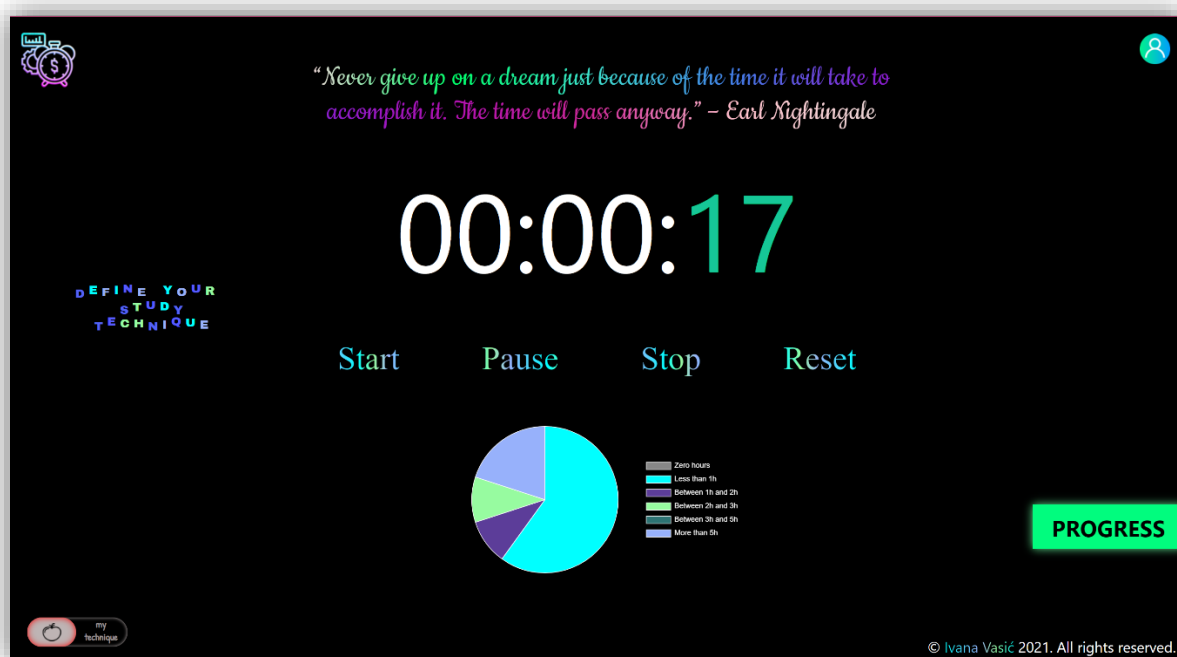 “Never give up on a dream just because of the time it will take to
accomplish it. The time will pass anyway.” – Earl Nightingale
00:00:17
DEFINE YOUR
STUDY
TECHNIQUE
Start Pause Stop Reset
Zero hours
Less than 1h
Between 1h and 2h
Between 2h and 3h
Between 3h and 5h
More than 5h
PROGRESS
my
technique
© Ivana Vasić 2021. All rights reserved.